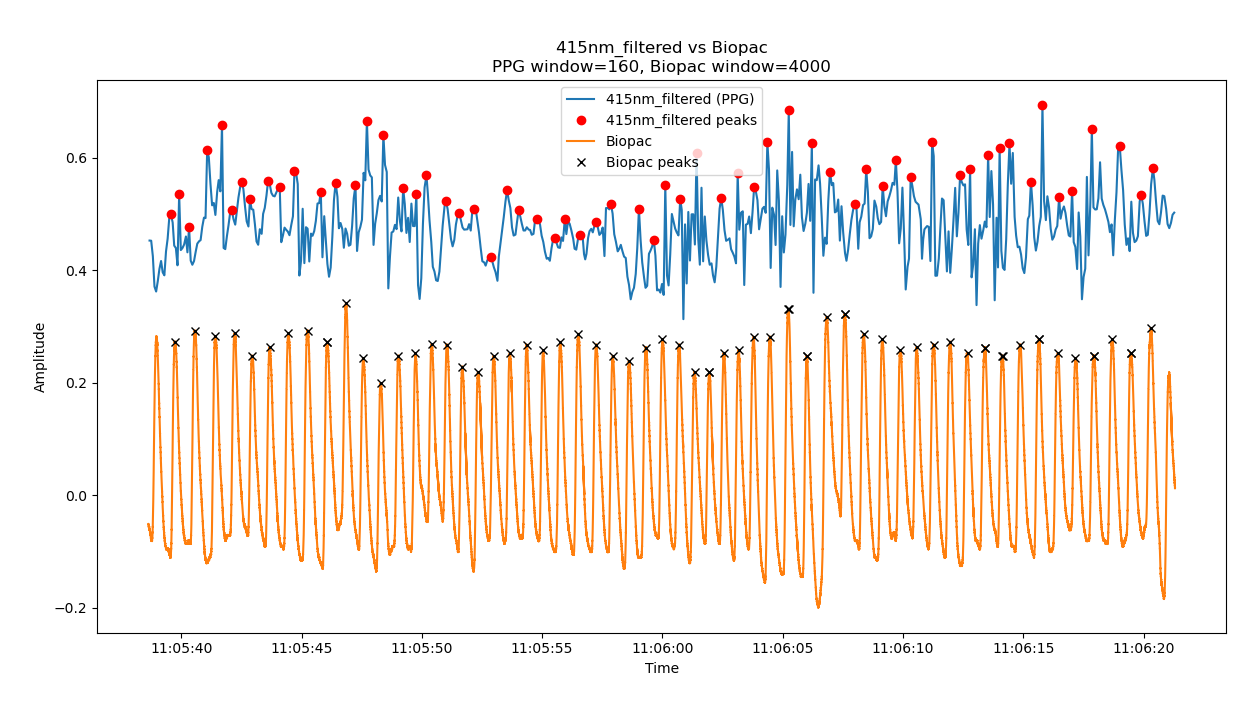 415nm_filtered vs Biopac
PPG window=160, Biopac window=4000
415nm_filtered (PPG)
415nm_filtered peaks
Biopac
Biopac peaks
Amplitude
0.6
0.4
0.2
0.0
−0.2
11:05:40 11:05:45 11:05:50 11:05:55 11:06:00 11:06:05 11:06:10 11:06:15 11:06:20
Time